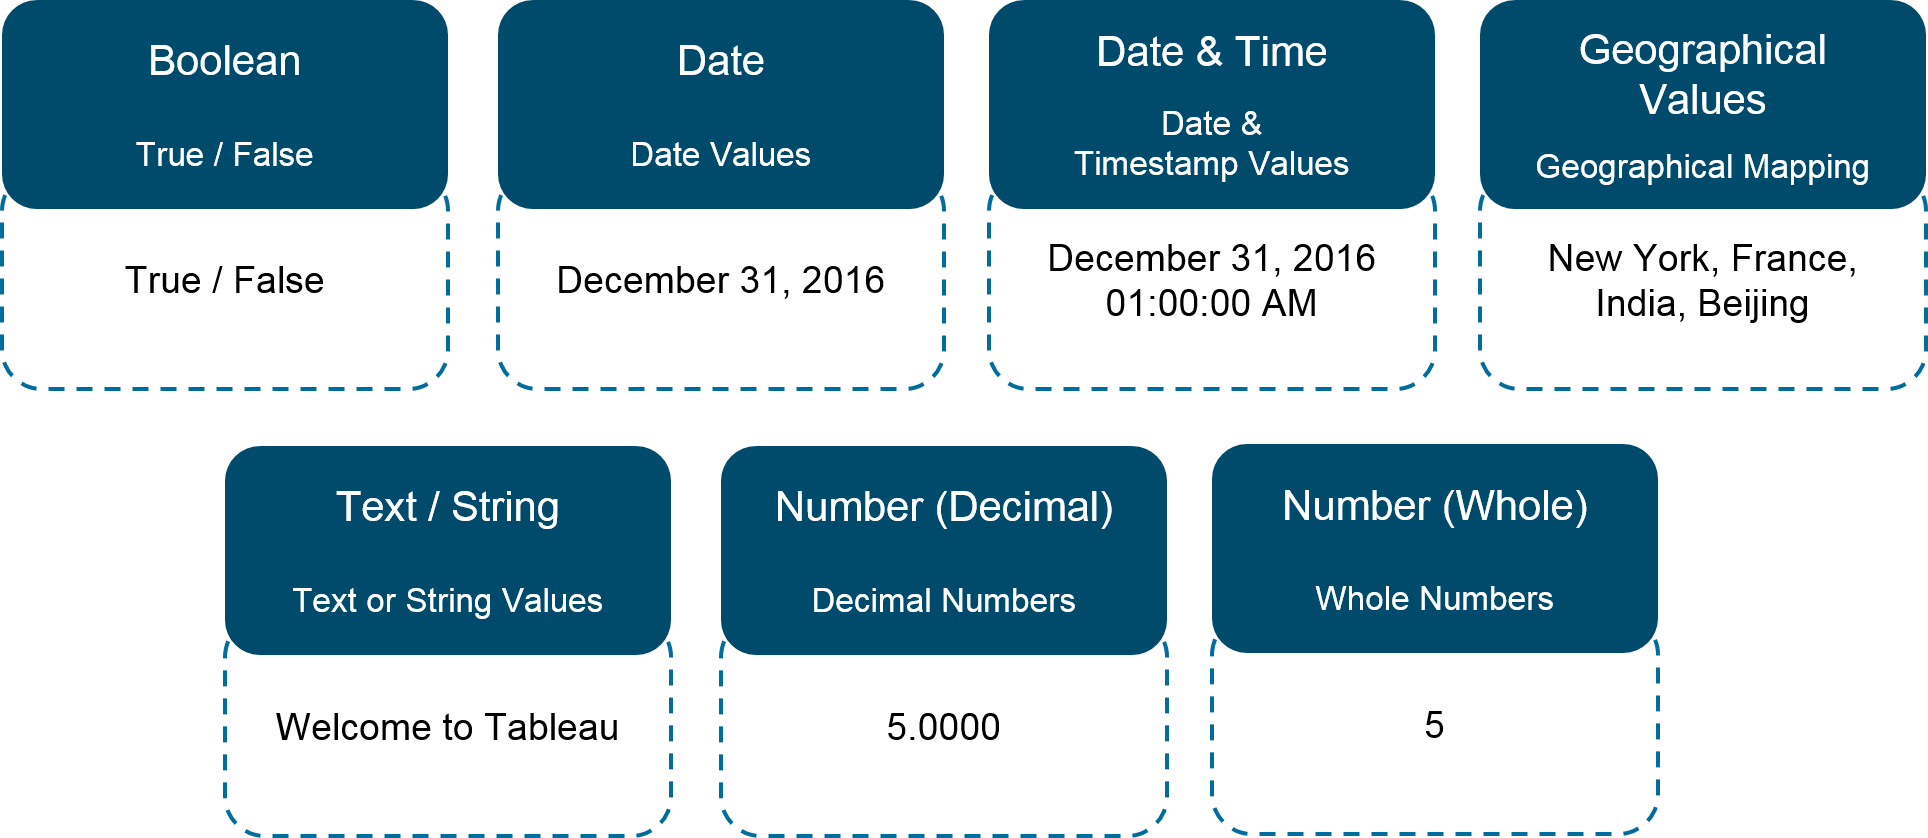 Boolean
True / False
True / False
Date
Date Values
December 31, 2016
Date & Time
Date &
Timestamp Values
December 31, 2016
01:00:00 AM
Geographical
Values
Geographical Mapping
New York, France,
India, Beijing
Text / String
Text or String Values
Welcome to Tableau
Number (Decimal)
Decimal Numbers
5.0000
Number (Whole)
Whole Numbers
5